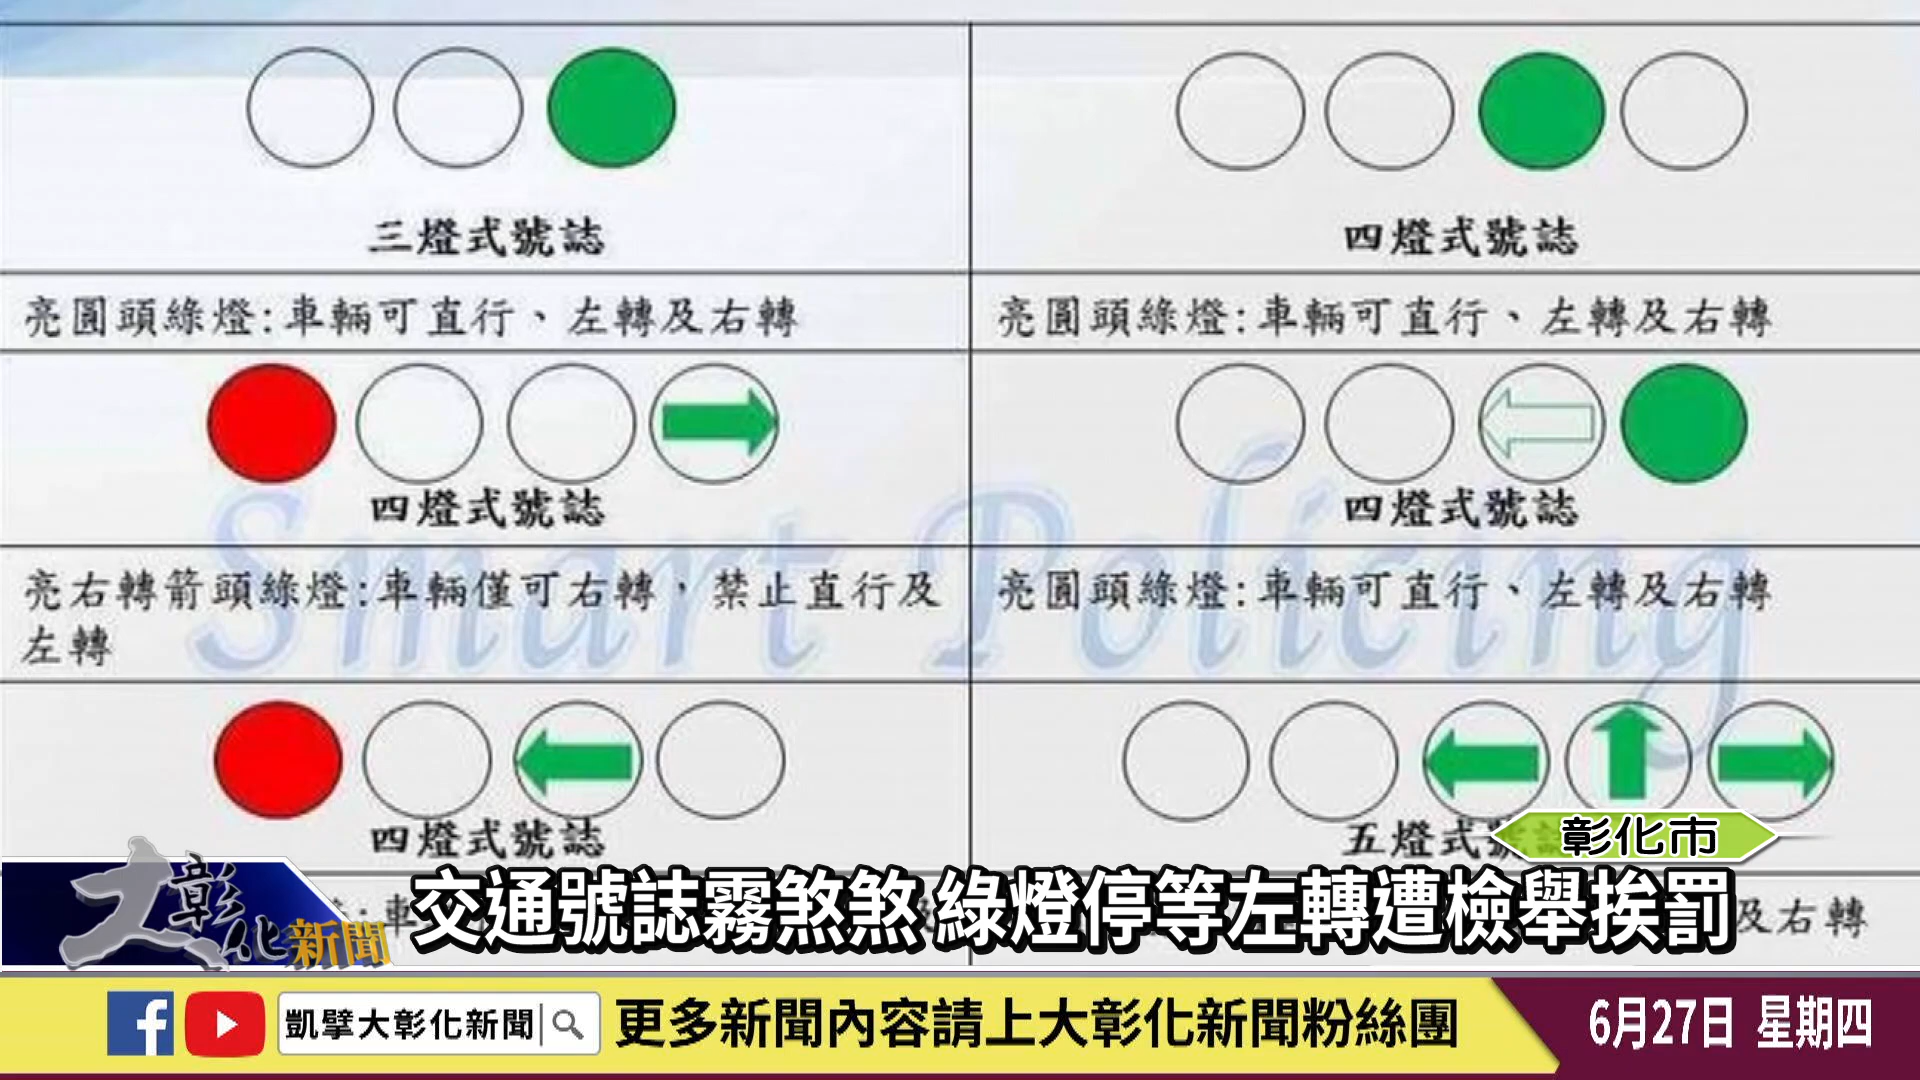 三燈式號誌
四燈式號誌
亮圓頭綠燈:車輛可直行、左轉及右轉
亮圓頭綠燈:車輛可直行、左轉及右轉
四燈式號誌
四燈式號誌
Smart Policing
亮右轉箭頭綠燈:車輛僅可右轉,禁止直行及
左轉
亮圓頭綠燈:車輛可直行、左轉及右轉
四燈式號誌
五燈式號誌
彰化市
大彰化新聞
交通號誌霧煞煞 綠燈停等左轉遭檢舉挨罰
及右轉
凱擘大彰化新聞
更多新聞內容請上大彰化新聞粉絲團
6月27日 星期四